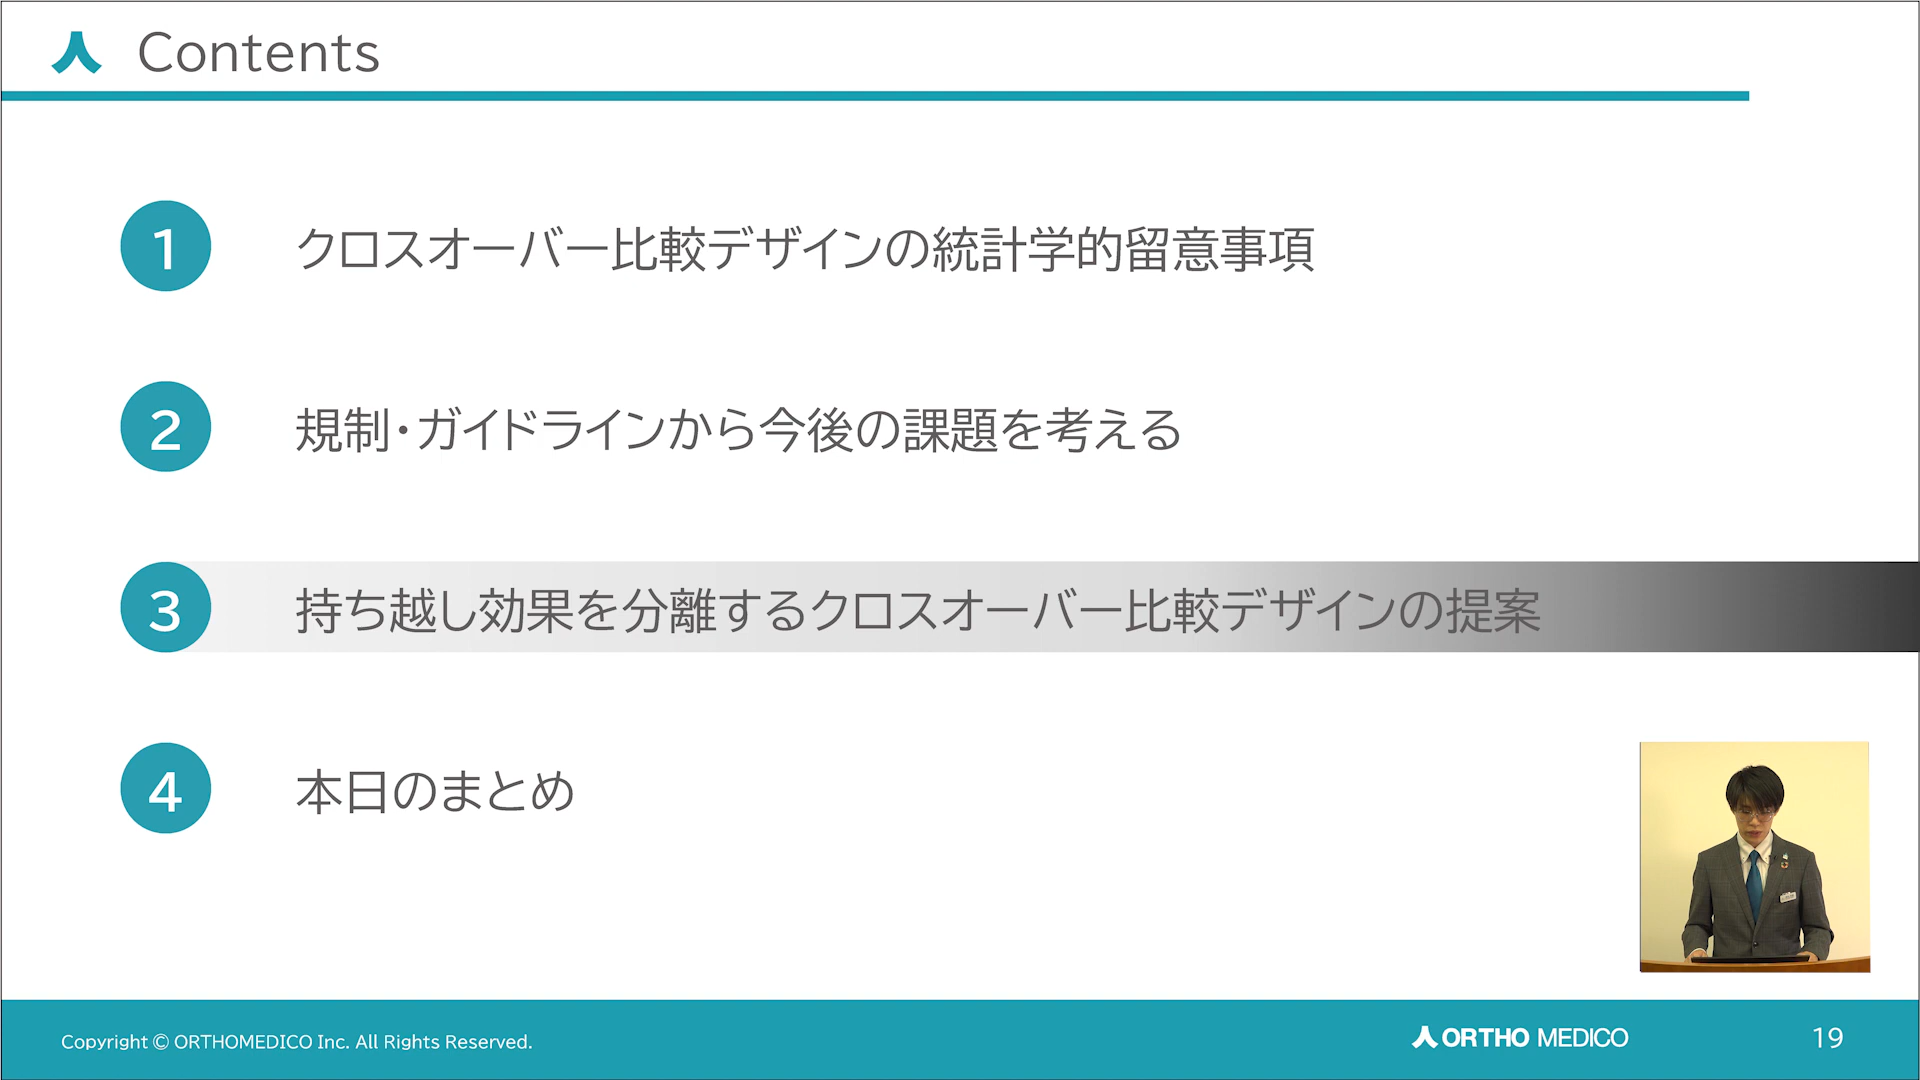 Contents
1
クロスオーバー比較デザインの統計学的留意事項
2
規制・ガイドラインから今後の課題を考える
3
持ち越し効果を分離するクロスオーバー比較デザインの提案
4
本日のまとめ
Copyright © ORTHOMEDICO Inc. All Rights Reserved.
ORTHO MEDICO
19